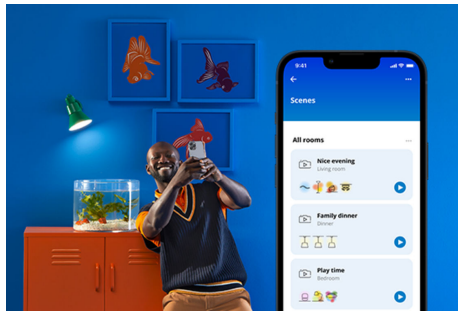 9:41
Scenes
All rooms
Nice evening
Living room
Family dinner
Dinner
Play time
Bedroom